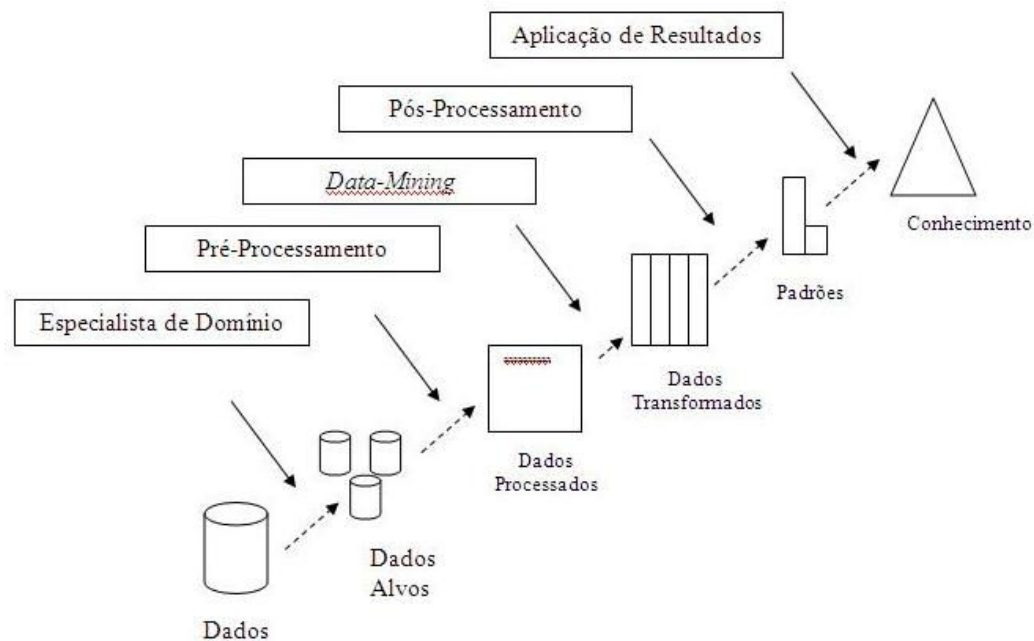 Aplicação de Resultados
Pós-Processamento
Data-Mining
Pré-Processamento
Especialista de Domínio
Conhecimento
Padrões
Dados
Transformados
Dados
Processados
Dados
Alvos
Dados